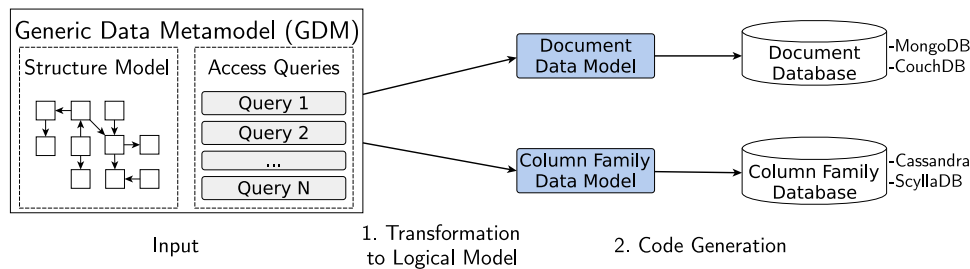 Generic Data Metamodel (GDM)
Structure Model
Access Queries
Query 1
Query 2
...
Query N
Document
Data Model
Document
Database
-MongoDB
-CouchDB
Column Family
Data Model
Column Family
Database
-Cassandra
-ScyllaDB
Input
1. Transformation
to Logical Model
2. Code Generation